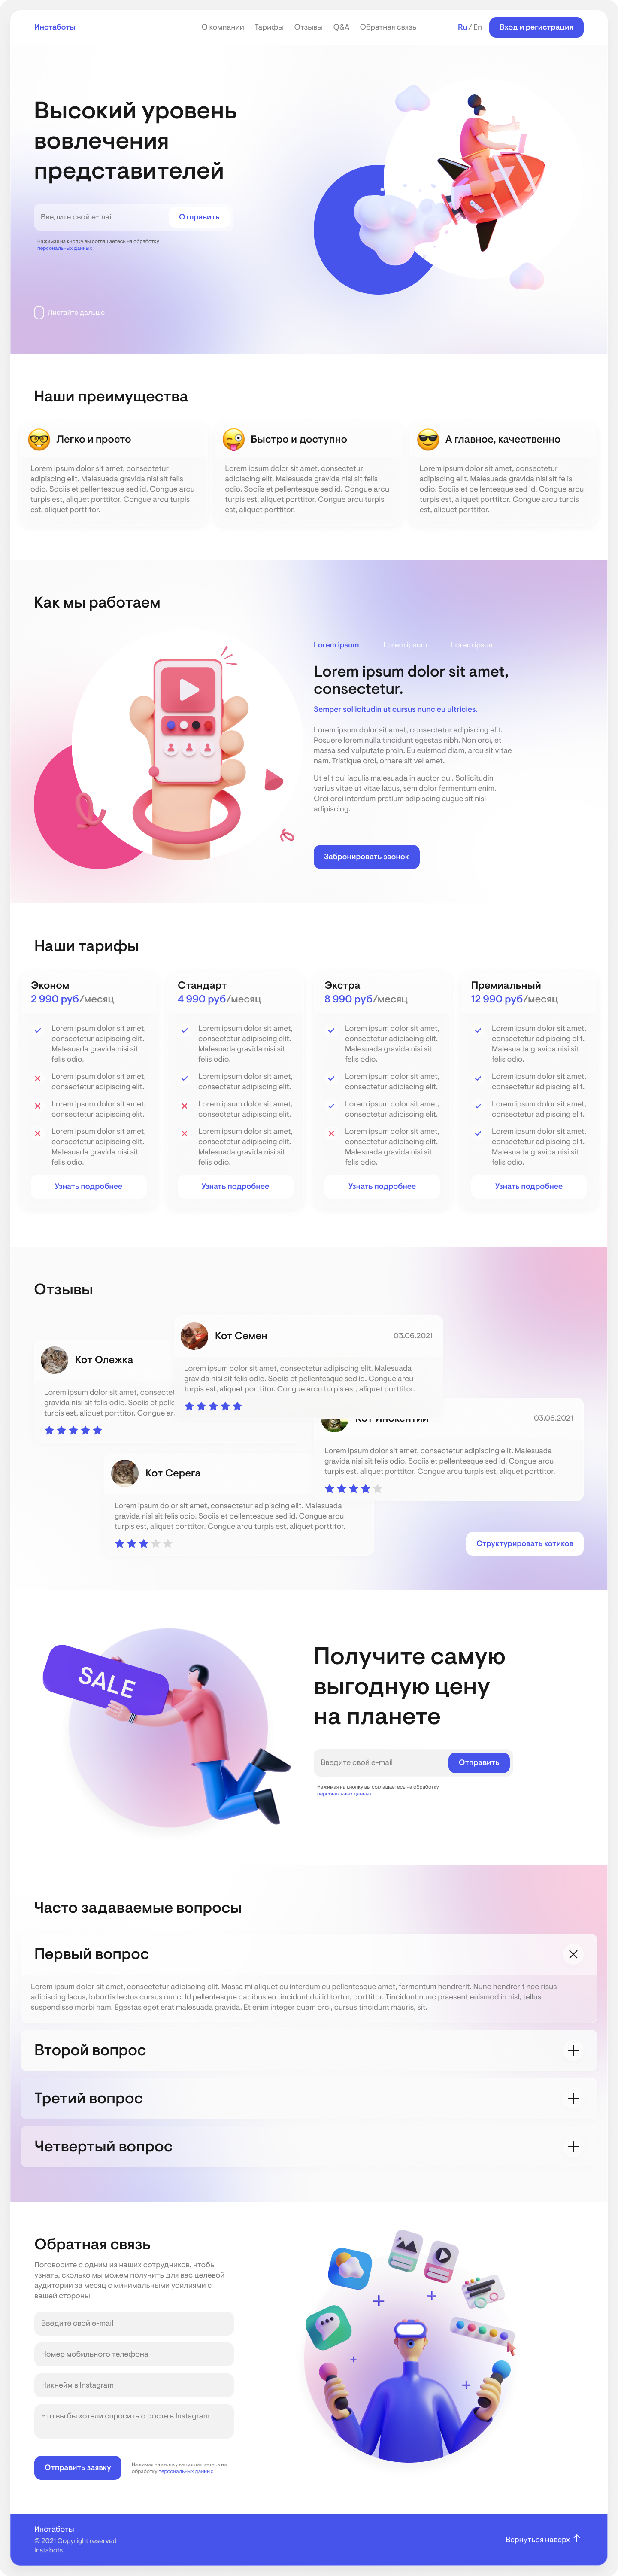 Инстаботы
О компании Тарифы Отзывы Q&A Обратная связь
Ru / En
Вход и регистрация
Высокий уровень
вовлечения
представителей
Введите свой e-mail
Отправить
Нажимая на кнопку вы соглашаетесь на обработку
персональных данных
Листайте дальше
Наши преимущества
Легко и просто
Lorem ipsum dolor sit amet, consectetur
adipiscing elit. Malesuada gravida nisi sit felis
odio. Sociis et pellentesque sed id. Congue arcu
turpis est, aliquet porttitor. Congue arcu turpis
est, aliquet porttitor.
Быстро и доступно
Lorem ipsum dolor sit amet, consectetur
adipiscing elit. Malesuada gravida nisi sit felis
odio. Sociis et pellentesque sed id. Congue arcu
turpis est, aliquet porttitor. Congue arcu turpis
est, aliquet porttitor.
А главное, качественно
Lorem ipsum dolor sit amet, consectetur
adipiscing elit. Malesuada gravida nisi sit felis
odio. Sociis et pellentesque sed id. Congue arcu
turpis est, aliquet porttitor. Congue arcu turpis
est, aliquet porttitor.
Как мы работаем
Lorem ipsum Lorem ipsum Lorem ipsum
Lorem ipsum dolor sit amet,
consectetur.
Semper sollicitudin ut cursus nunc eu ultricies.
Lorem ipsum dolor sit amet, consectetur adipiscing elit.
Posuere lorem nulla tincidunt egestas nibh. Non orci, et
massa sed vulputate proin. Eu euismod diam, arcu sit vitae
nam. Tristique orci, ornare sit vel amet.
Ut elit dui iaculis malesuada in auctor dui. Sollicitudin
varius vitae ut vitae lacus, sem dolor fermentum enim.
Orci orci interdum pretium adipiscing augue sit nisl
adipiscing.
Забронировать звонок
Наши тарифы
Эконом
2 990 руб/месяц
Lorem ipsum dolor sit amet,
consectetur adipiscing elit.
Malesuada gravida nisi sit
felis odio.
Lorem ipsum dolor sit amet,
consectetur adipiscing elit.
Lorem ipsum dolor sit amet,
consectetur adipiscing elit.
Lorem ipsum dolor sit amet,
consectetur adipiscing elit.
Malesuada gravida nisi sit
felis odio.
Узнать подробнее
Стандарт
4 990 руб/месяц
Lorem ipsum dolor sit amet,
consectetur adipiscing elit.
Malesuada gravida nisi sit
felis odio.
Lorem ipsum dolor sit amet,
consectetur adipiscing elit.
Lorem ipsum dolor sit amet,
consectetur adipiscing elit.
Lorem ipsum dolor sit amet,
consectetur adipiscing elit.
Malesuada gravida nisi sit
felis odio.
Узнать подробнее
Экстра
8 990 руб/месяц
Lorem ipsum dolor sit amet,
consectetur adipiscing elit.
Malesuada gravida nisi sit
felis odio.
Lorem ipsum dolor sit amet,
consectetur adipiscing elit.
Lorem ipsum dolor sit amet,
consectetur adipiscing elit.
Lorem ipsum dolor sit amet,
consectetur adipiscing elit.
Malesuada gravida nisi sit
felis odio.
Узнать подробнее
Премиальный
12 990 руб/месяц
Lorem ipsum dolor sit amet,
consectetur adipiscing elit.
Malesuada gravida nisi sit
felis odio.
Lorem ipsum dolor sit amet,
consectetur adipiscing elit.
Lorem ipsum dolor sit amet,
consectetur adipiscing elit.
Lorem ipsum dolor sit amet,
consectetur adipiscing elit.
Malesuada gravida nisi sit
felis odio.
Узнать подробнее
Отзывы
Кот Семен
03.06.2021
Lorem ipsum dolor sit amet, consectetur adipiscing elit. Malesuada
gravida nisi sit felis odio. Sociis et pellentesque sed id. Congue arcu
turpis est, aliquet porttitor. Congue arcu turpis est, aliquet porttitor.
Кот Олежка
Lorem ipsum dolor sit amet, consectet
gravida nisi sit felis odio. Sociis et pelle
turpis est, aliquet porttitor. Congue ar
Кот Инокентий
03.06.2021
Lorem ipsum dolor sit amet, consectetur adipiscing elit. Malesuada
gravida nisi sit felis odio. Sociis et pellentesque sed id. Congue arcu
turpis est, aliquet porttitor. Congue arcu turpis est, aliquet porttitor.
Кот Серега
Lorem ipsum dolor sit amet, consectetur adipiscing elit. Malesuada
gravida nisi sit felis odio. Sociis et pellentesque sed id. Congue arcu
turpis est, aliquet porttitor. Congue arcu turpis est, aliquet porttitor.
Структурировать котиков
SALE
Получите самую
выгодную цену
на планете
Введите свой e-mail
Отправить
Нажимая на кнопку вы соглашаетесь на обработку
персональных данных
Часто задаваемые вопросы
Первый вопрос
Lorem ipsum dolor sit amet, consectetur adipiscing elit. Massa mi aliquet eu interdum eu pellentesque amet, fermentum hendrerit. Nunc hendrerit nec risus
adipiscing lacus, lobortis lectus cursus nunc. Id pellentesque dapibus eu tincidunt dui id tortor, porttitor. Tincidunt nunc praesent euismod in nisl, tellus
suspendisse morbi nam. Egestas eget erat malesuada gravida. Et enim integer quam orci, cursus tincidunt mauris, sit.
Второй вопрос
Третий вопрос
Четвертый вопрос
Обратная связь
Поговорите с одним из наших сотрудников, чтобы
узнать, сколько мы можем получить для вас целевой
аудитории за месяц с минимальными усилиями с
вашей стороны
Введите свой e-mail
Номер мобильного телефона
Никнейм в Instagram
Что вы бы хотели спросить о росте в Instagram
Отправить заявку
Нажимая на кнопку вы соглашаетесь на
обработку персональных данных
Инстаботы
© 2021 Copyright reserved
Instabots
Вернуться наверх